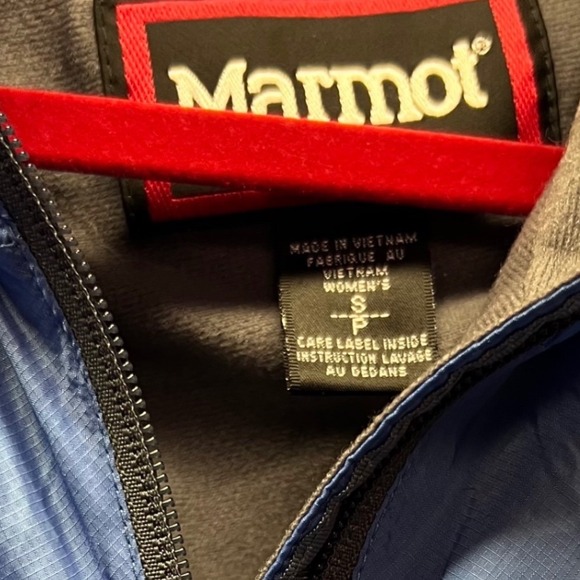 Marmot
MADE IN VIETNAM
FABRIQUE AU
VIETNAM
WOMEN'S
S
P
CARE LABEL INSIDE
INSTRUCTION LAVAGE
AU DEDANS